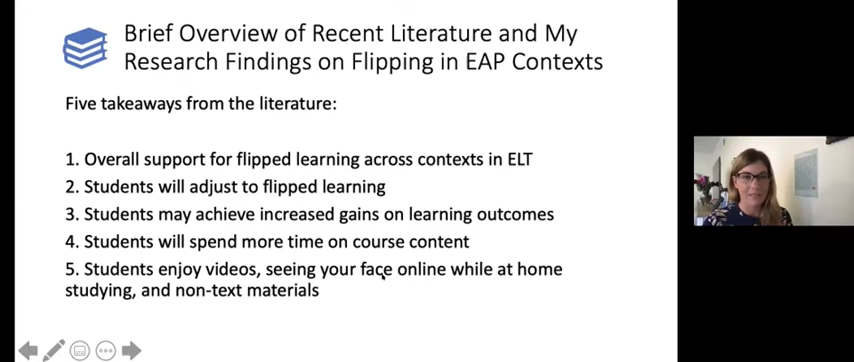 Brief Overview of Recent Literature and My
Research Findings on Flipping in EAP Contexts
Five takeaways from the literature:
1. Overall support for flipped learning across contexts in ELT
2. Students will adjust to flipped learning
3. Students may achieve increased gains on learning outcomes
4. Students will spend more time on course content
5. Students enjoy videos, seeing your face online while at home
studying, and non-text materials